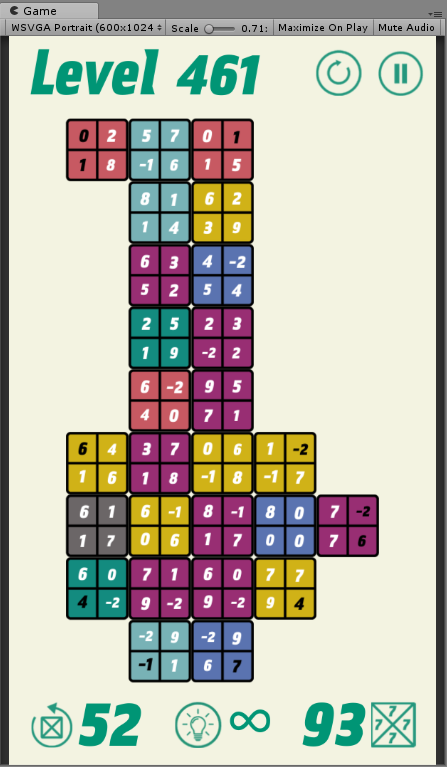 Game
WSVGA Portrait (600x1024 Scale 0.71: Maximize On Play Mute Audio
Level 461
0 2 5 7 0 1
1 8 -1 6 1 5
8 1 6 2
1 4 3 9
6 3 4 -2
5 2 5 4
2 5 2 3
1 9 -2 2
6 -2 9 5
4 0 7 1
6 4 3 7 0 6 1 -2
1 6 1 8 -1 8 -1 7
6 1 6 -1 8 -1 8 0 7 -2
1 7 0 6 1 7 0 0 7 6
6 0 7 1 6 0 7 7
4 -2 9 -2 9 -2 9 4
-2 9 -2 9
-1 1 6 7
52 ∞ 93 7 7 7 7